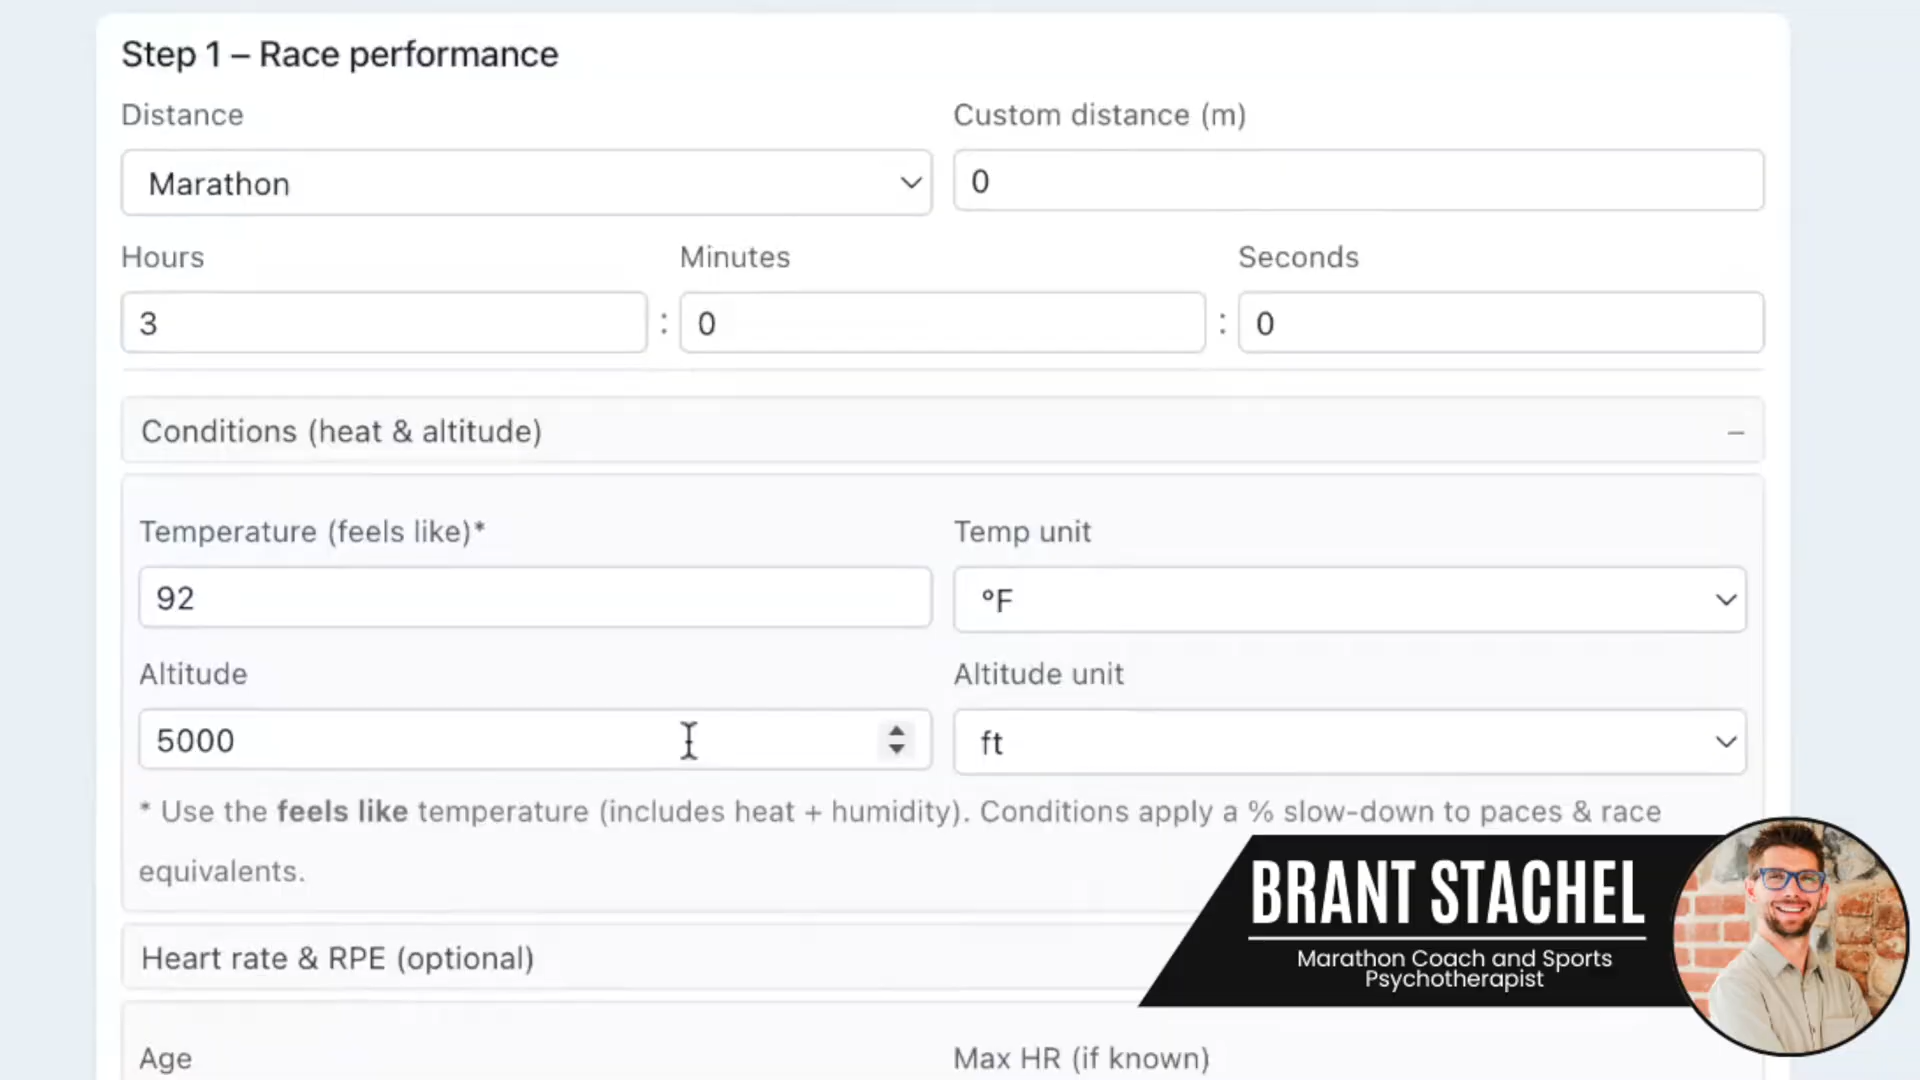 Step 1 – Race performance
Distance
Custom distance (m)
Marathon
0
Hours
Minutes
Seconds
3 : 0 : 0
Conditions (heat & altitude) –
Temperature (feels like)*
Temp unit
92
°F
Altitude
Altitude unit
5000
ft
* Use the feels like temperature (includes heat + humidity). Conditions apply a % slow-down to paces & race
equivalents.
BRANT STACHEL
Marathon Coach and Sports
Psychotherapist
Heart rate & RPE (optional)
Age
Max HR (if known)